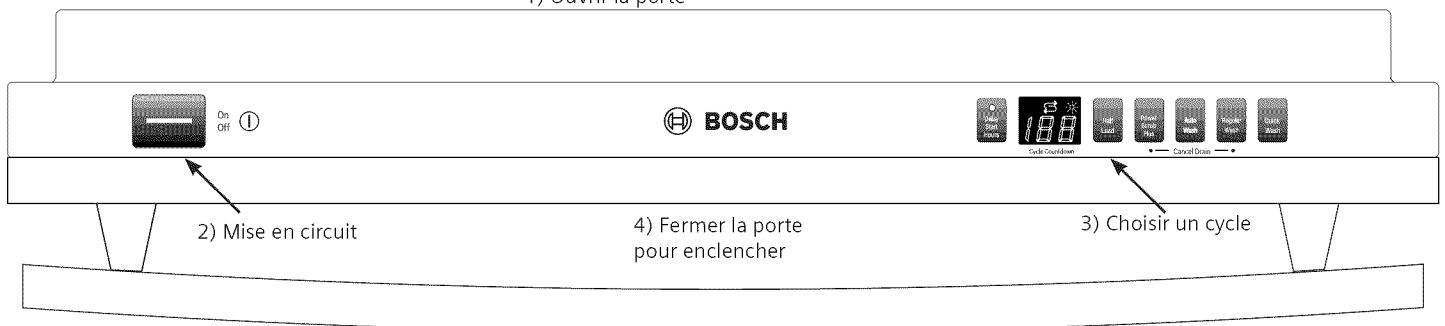 1) Ouvrir la porte
On
Off
BOSCH
Delay
Start
Hours
188
Cycle Countdown
Half
Load
Power
Scrub
Plus
Auto
Wash
Regular
Wash
Quick
Wash
Cancel Drain
2) Mise en circuit
4) Fermer la porte
pour enclencher
3) Choisir un cycle